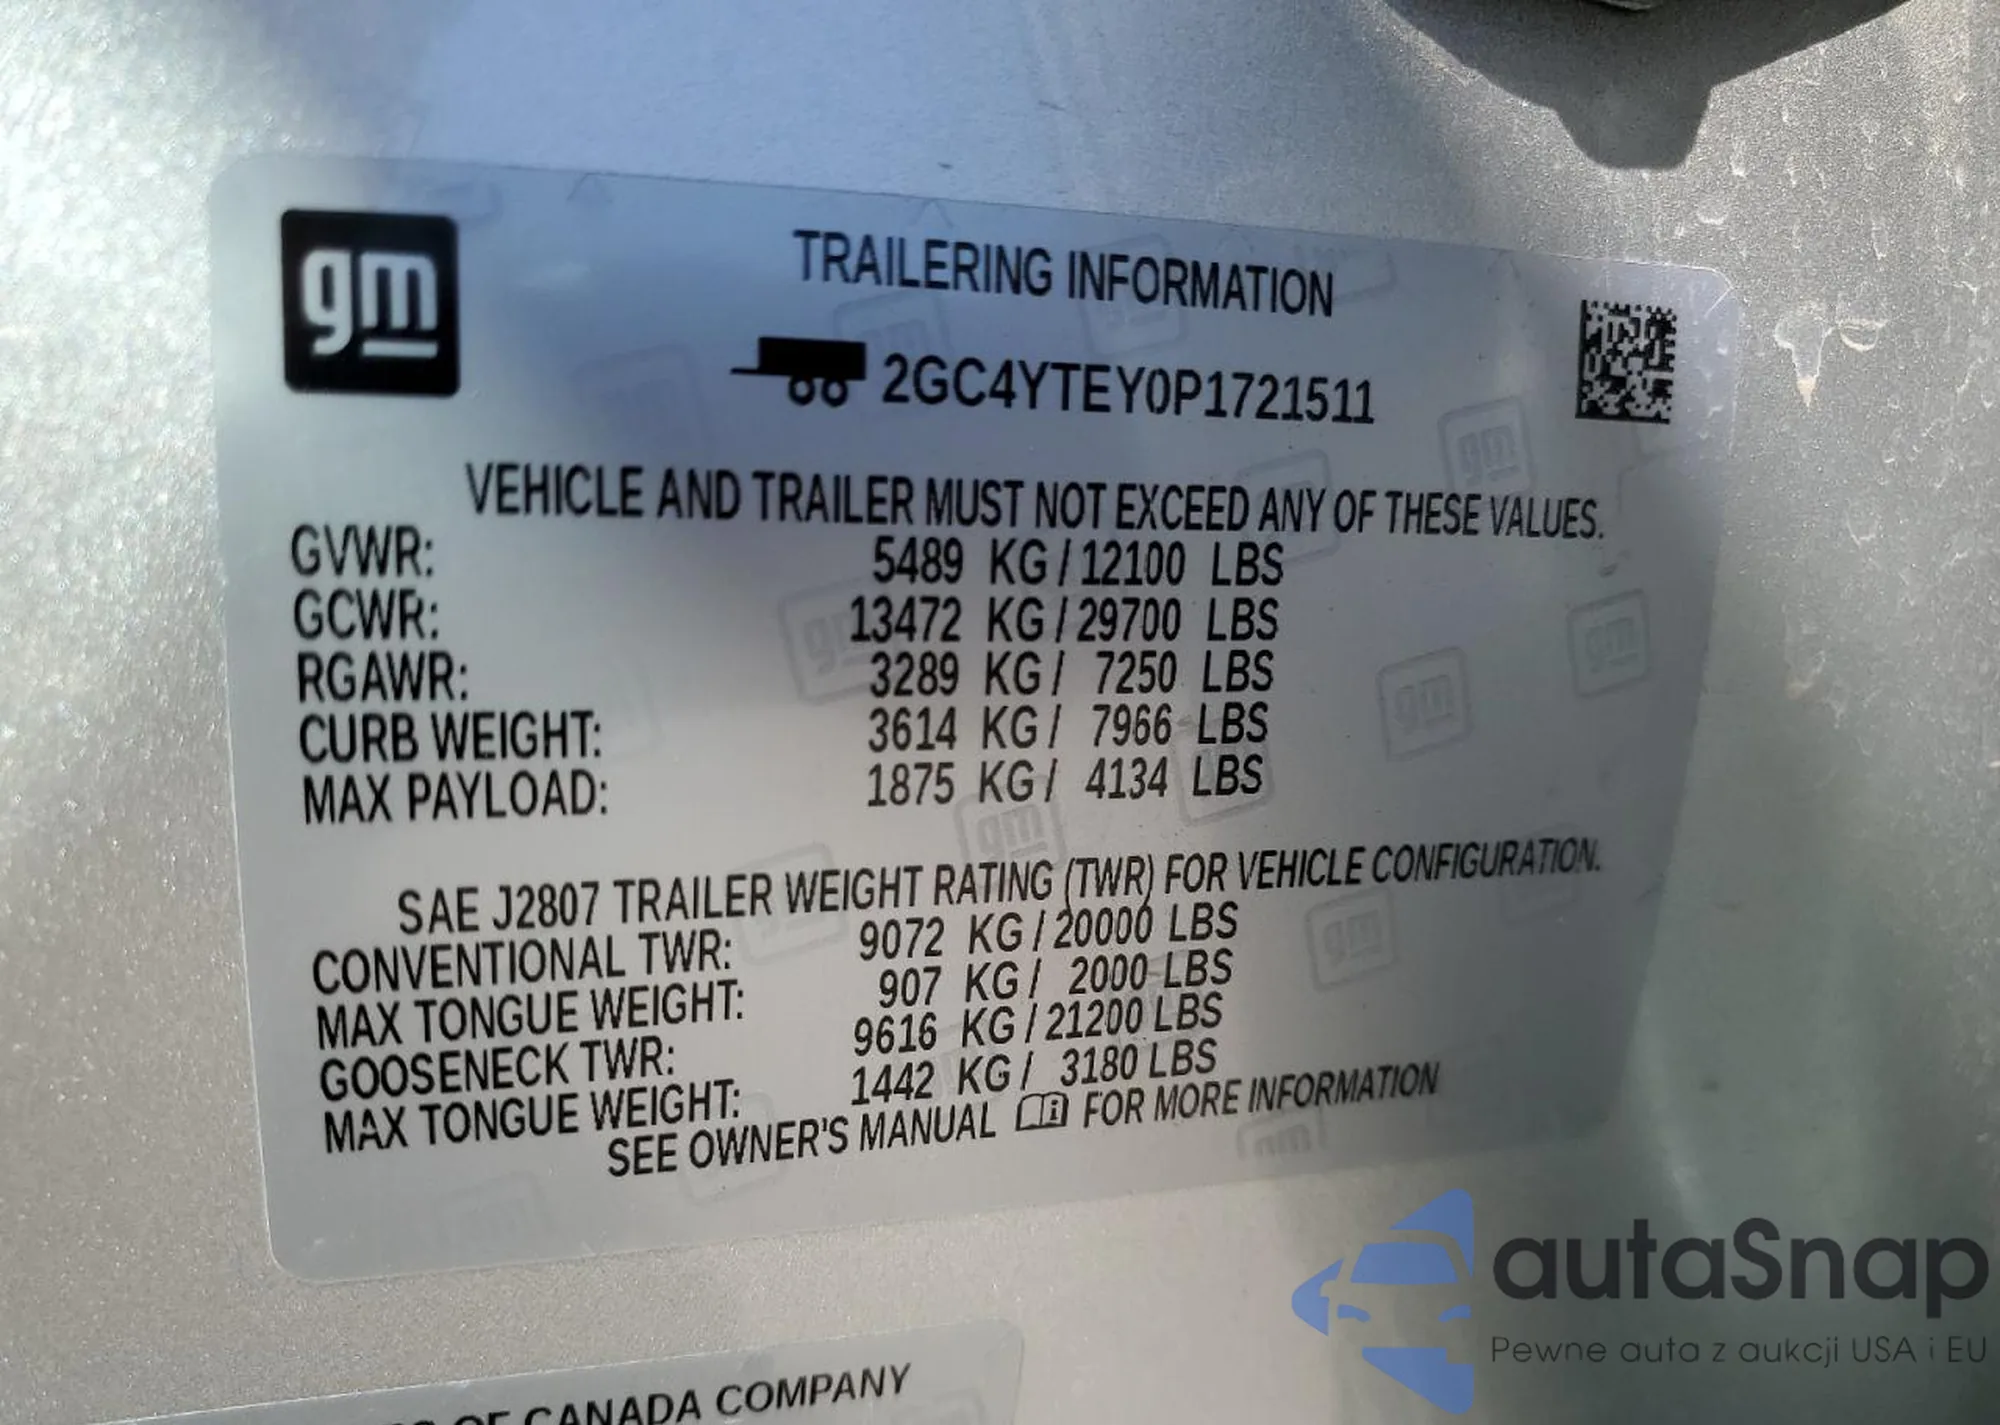 gm
TRAILERING INFORMATION
2GC4YTEY0P1721511
VEHICLE AND TRAILER MUST NOT EXCEED ANY OF THESE VALUES.
GVWR: 5489 KG / 12100 LBS
GCWR: 13472 KG / 29700 LBS
RGAWR: 3289 KG / 7250 LBS
CURB WEIGHT: 3614 KG / 7966 LBS
MAX PAYLOAD: 1875 KG / 4134 LBS
SAE J2807 TRAILER WEIGHT RATING (TWR) FOR VEHICLE CONFIGURATION.
CONVENTIONAL TWR: 9072 KG / 20000 LBS
MAX TONGUE WEIGHT: 907 KG / 2000 LBS
GOOSENECK TWR: 9616 KG / 21200 LBS
MAX TONGUE WEIGHT: 1442 KG / 3180 LBS
SEE OWNER'S MANUAL FOR MORE INFORMATION
OF CANADA COMPANY
autaSnap
Pewne auta z aukcji USA i EU